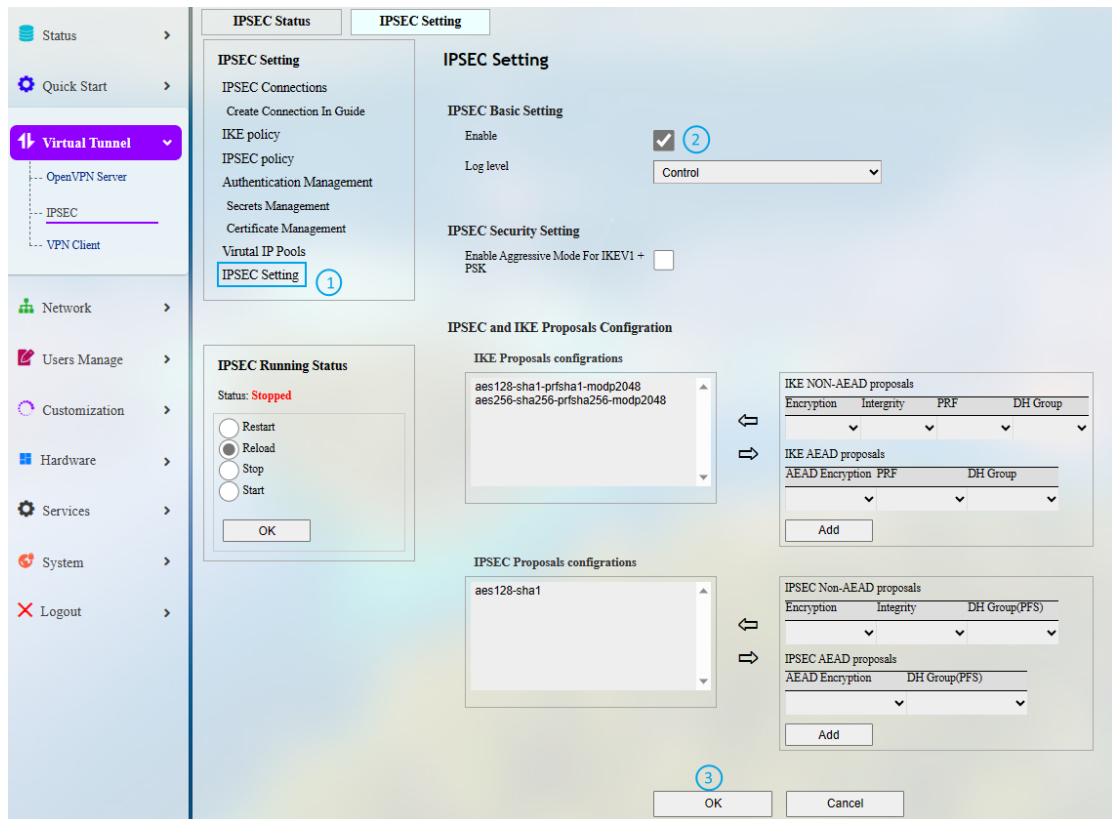 Status
Quick Start
Virtual Tunnel
OpenVPN Server
IPSEC
VPN Client
Network
Users Manage
Customization
Hardware
Services
System
Logout
IPSEC Status
IPSEC Setting
IPSEC Setting
IPSEC Connections
Create Connection In Guide
IKE policy
IPSEC policy
Authentication Management
Secrets Management
Certificate Management
Virutal IP Pools
IPSEC Setting
1
IPSEC Running Status
Status: Stopped
Restart
Reload
Stop
Start
OK
IPSEC Setting
IPSEC Basic Setting
Enable
2
Log level
Control
IPSEC Security Setting
Enable Aggressive Mode For IKEV1 +
PSK
IPSEC and IKE Proposals Configration
IKE Proposals configrations
aes128-sha1-prfsha1-modp2048
aes256-sha256-prfsha256-modp2048
IKE NON-AEAD proposals
Encryption Intergrity PRF DH Group
IKE AEAD proposals
AEAD Encryption PRF DH Group
Add
IPSEC Proposals configrations
aes128-sha1
IPSEC Non-AEAD proposals
Encryption Integrity DH Group(PFS)
IPSEC AEAD proposals
AEAD Encryption DH Group(PFS)
Add
3
OK Cancel